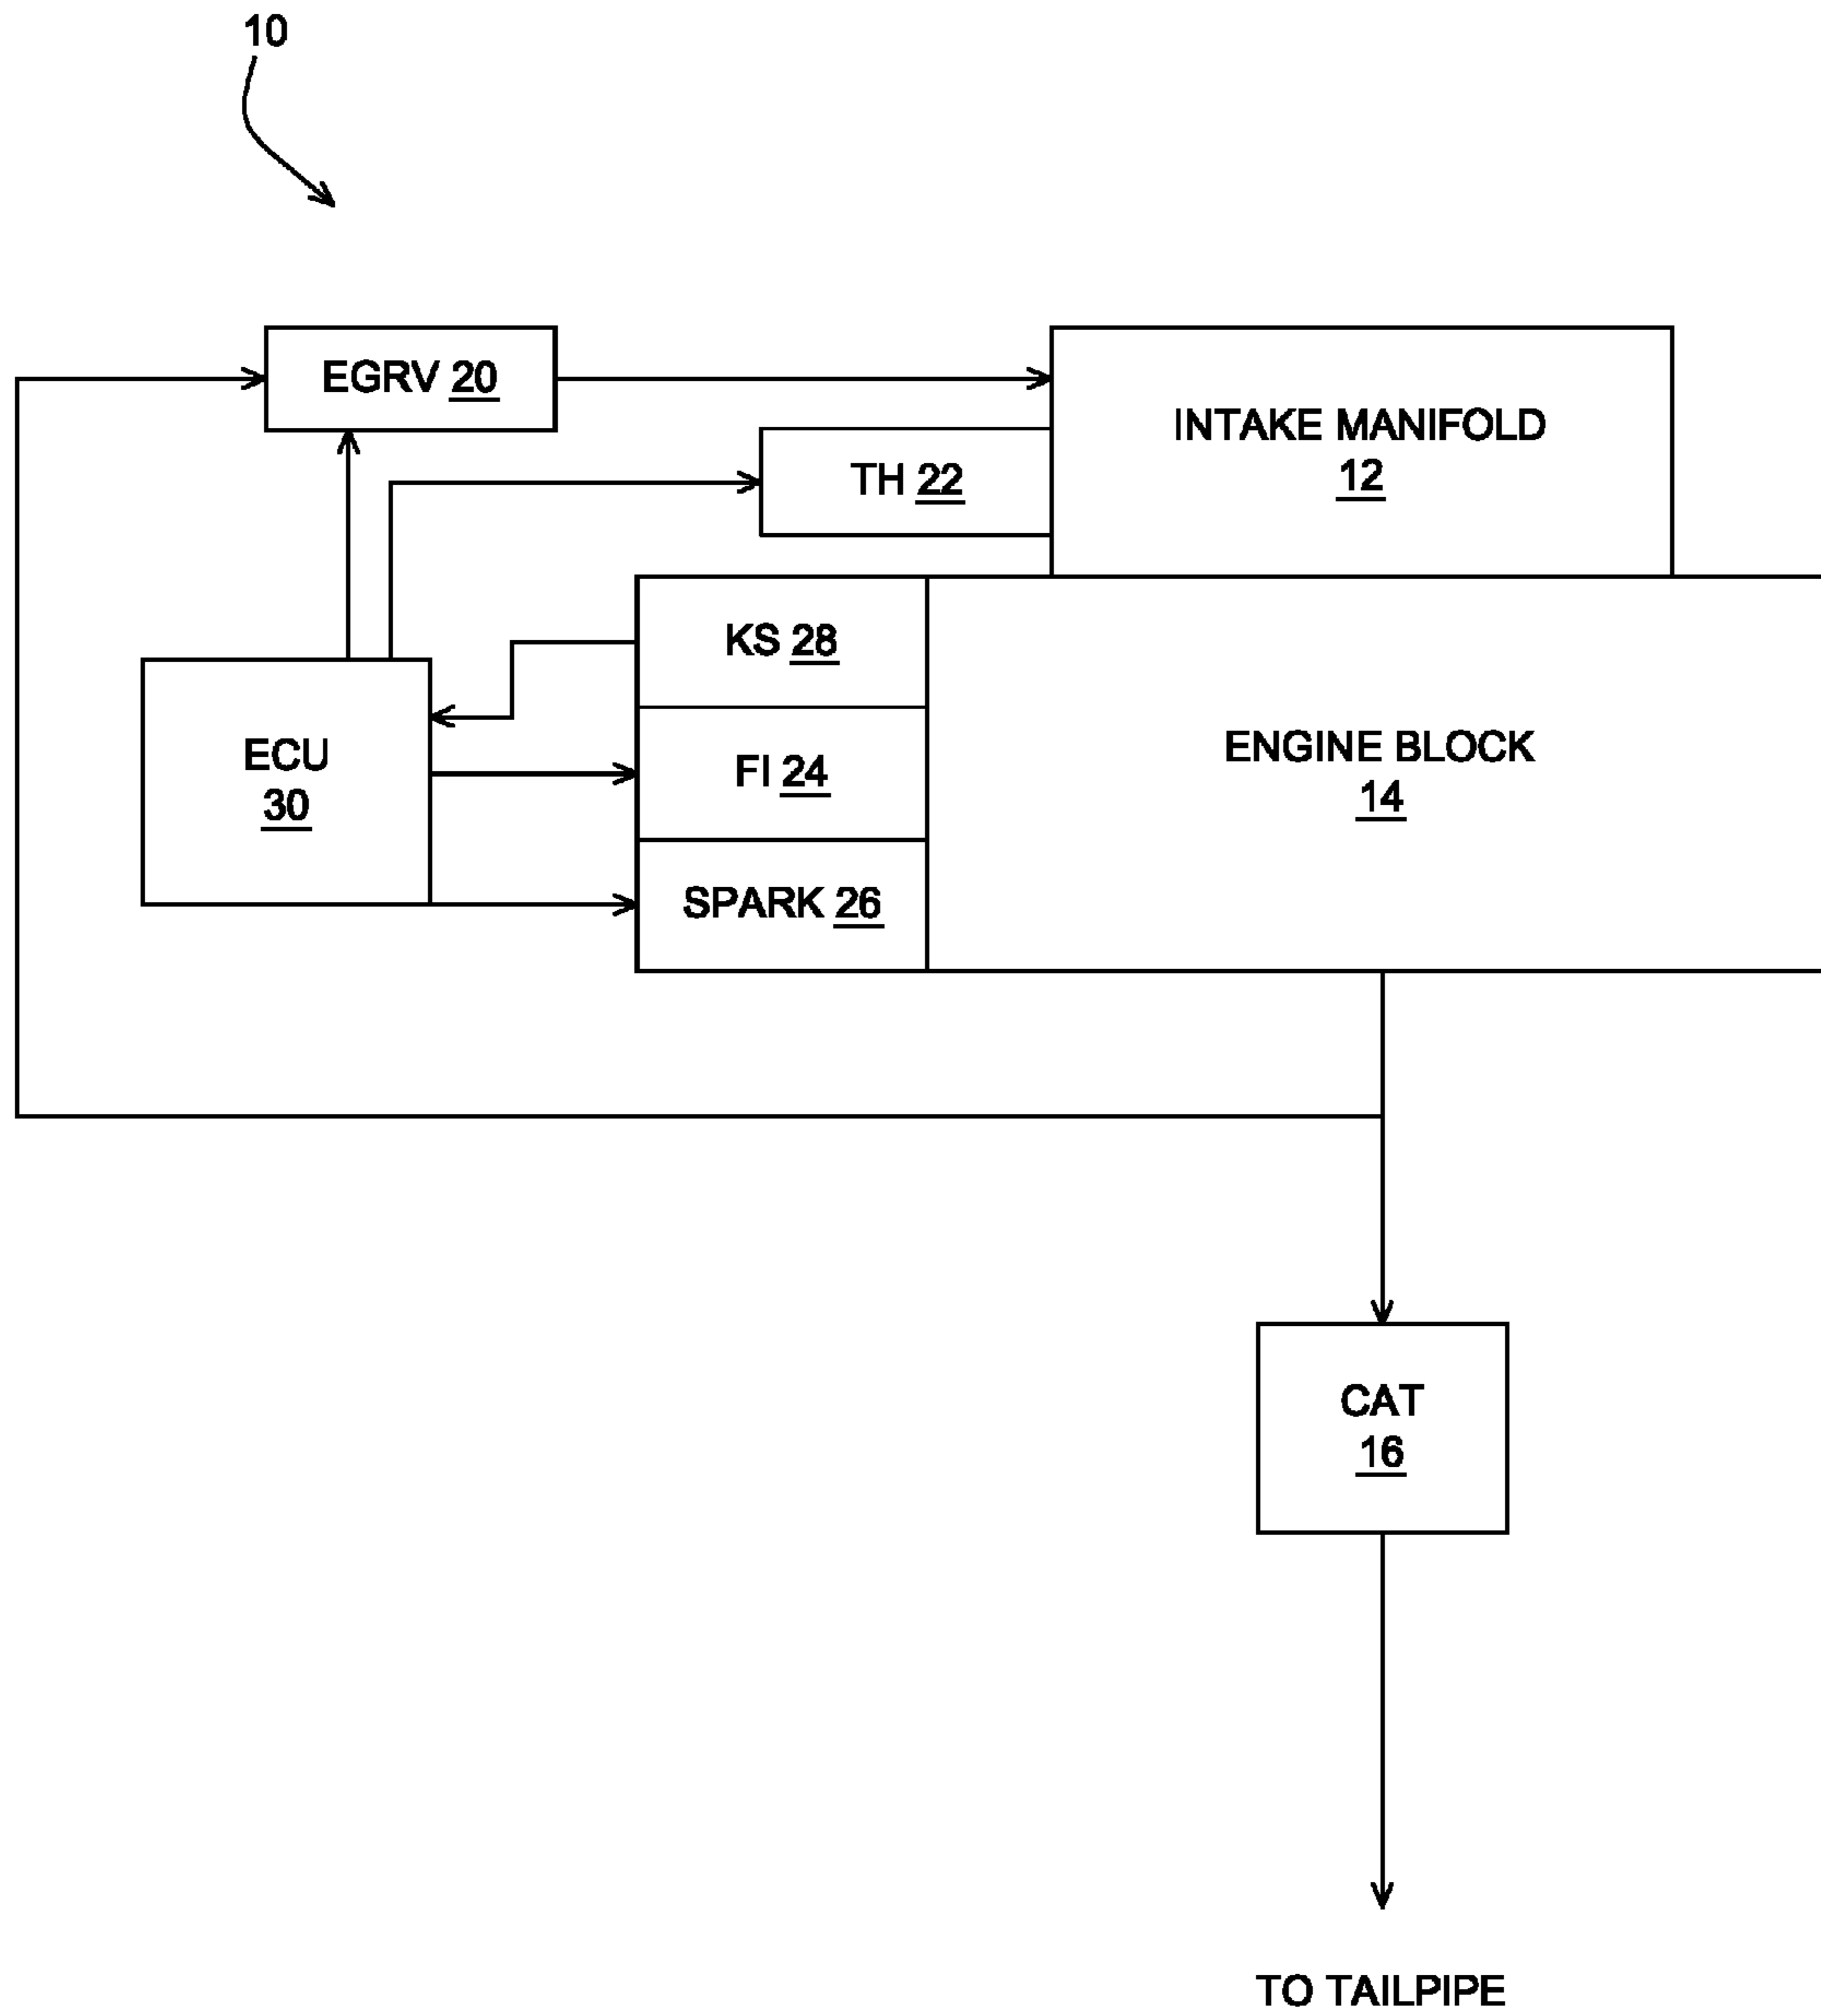 10
EGRV 20
INTAKE MANIFOLD
12
TH 22
KS 28
ECU
30
FI 24
ENGINE BLOCK
14
SPARK 26
CAT
16
TO TAILPIPE